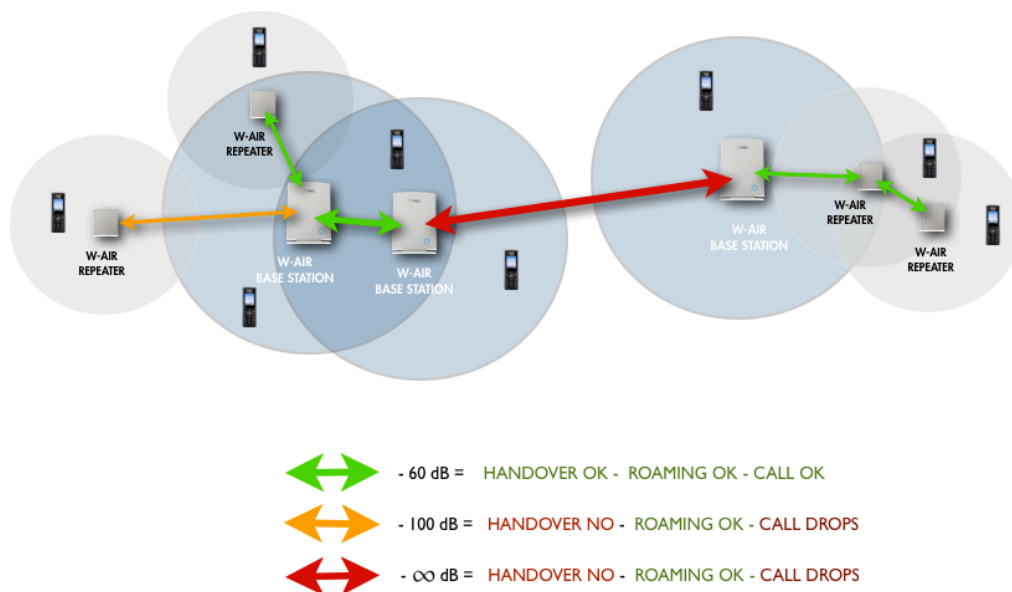 W-AIR
REPEATER
W-AIR
REPEATER
W-AIR
BASE STATION
W-AIR
BASE STATION
W-AIR
BASE STATION
W-AIR
REPEATER
W-AIR
REPEATER
- 60 dB = HANDOVER OK - ROAMING OK - CALL OK
- 100 dB = HANDOVER NO - ROAMING OK - CALL DROPS
- ∞ dB = HANDOVER NO - ROAMING OK - CALL DROPS